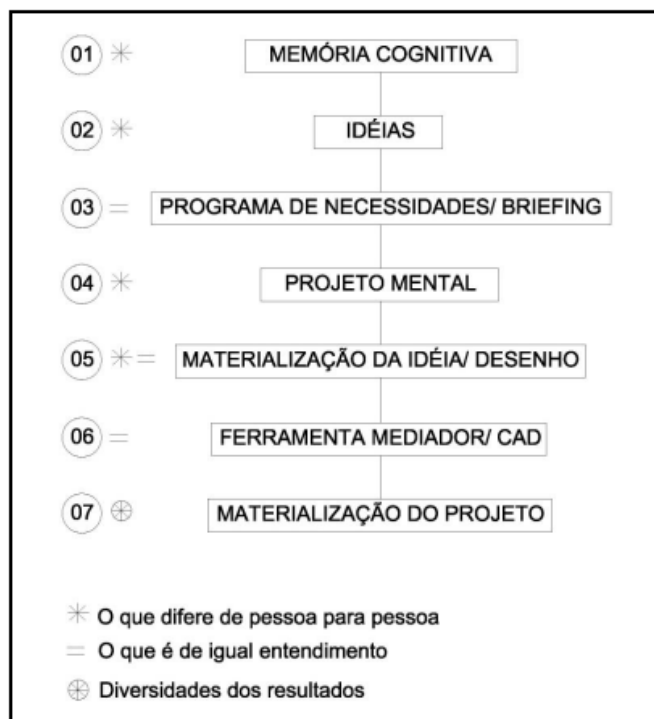 01 * MEMÓRIA COGNITIVA
02 * IDÉIAS
03 = PROGRAMA DE NECESSIDADES/ BRIEFING
04 * PROJETO MENTAL
05 * = MATERIALIZAÇÃO DA IDÉIA/ DESENHO
06 = FERRAMENTA MEDIADOR/ CAD
07 MATERIALIZAÇÃO DO PROJETO
* O que difere de pessoa para pessoa
= O que é de igual entendimento
Diversidades dos resultados